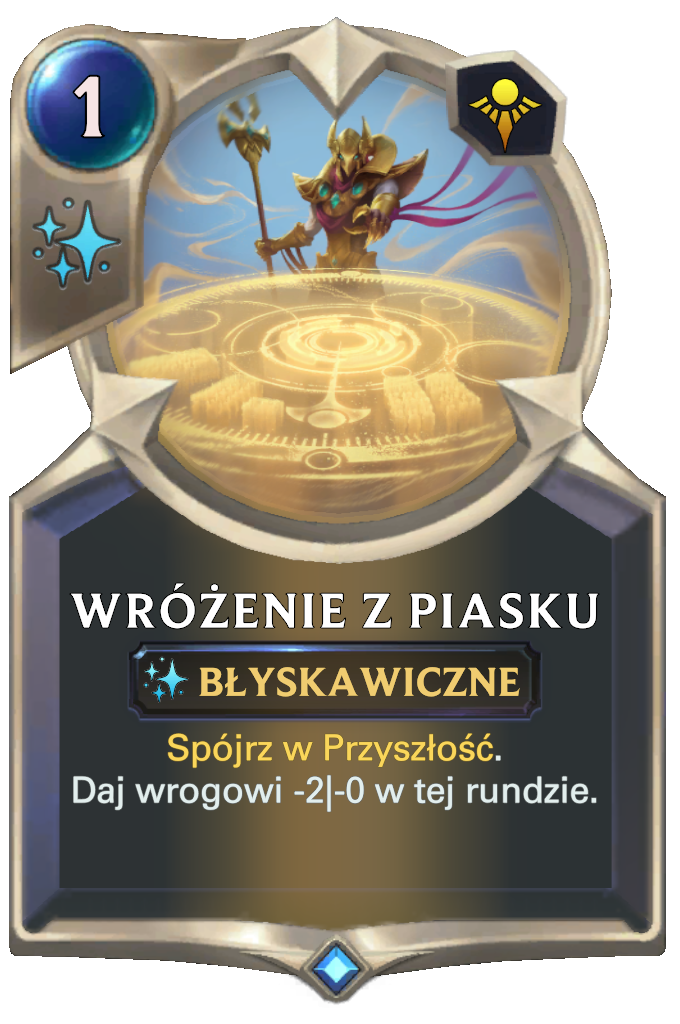 1
WRÓŻENIE Z PIASKU
BŁYSKAWICZNE
Spójrz w Przyszłość.
Daj wrogowi -2|-0 w tej rundzie.